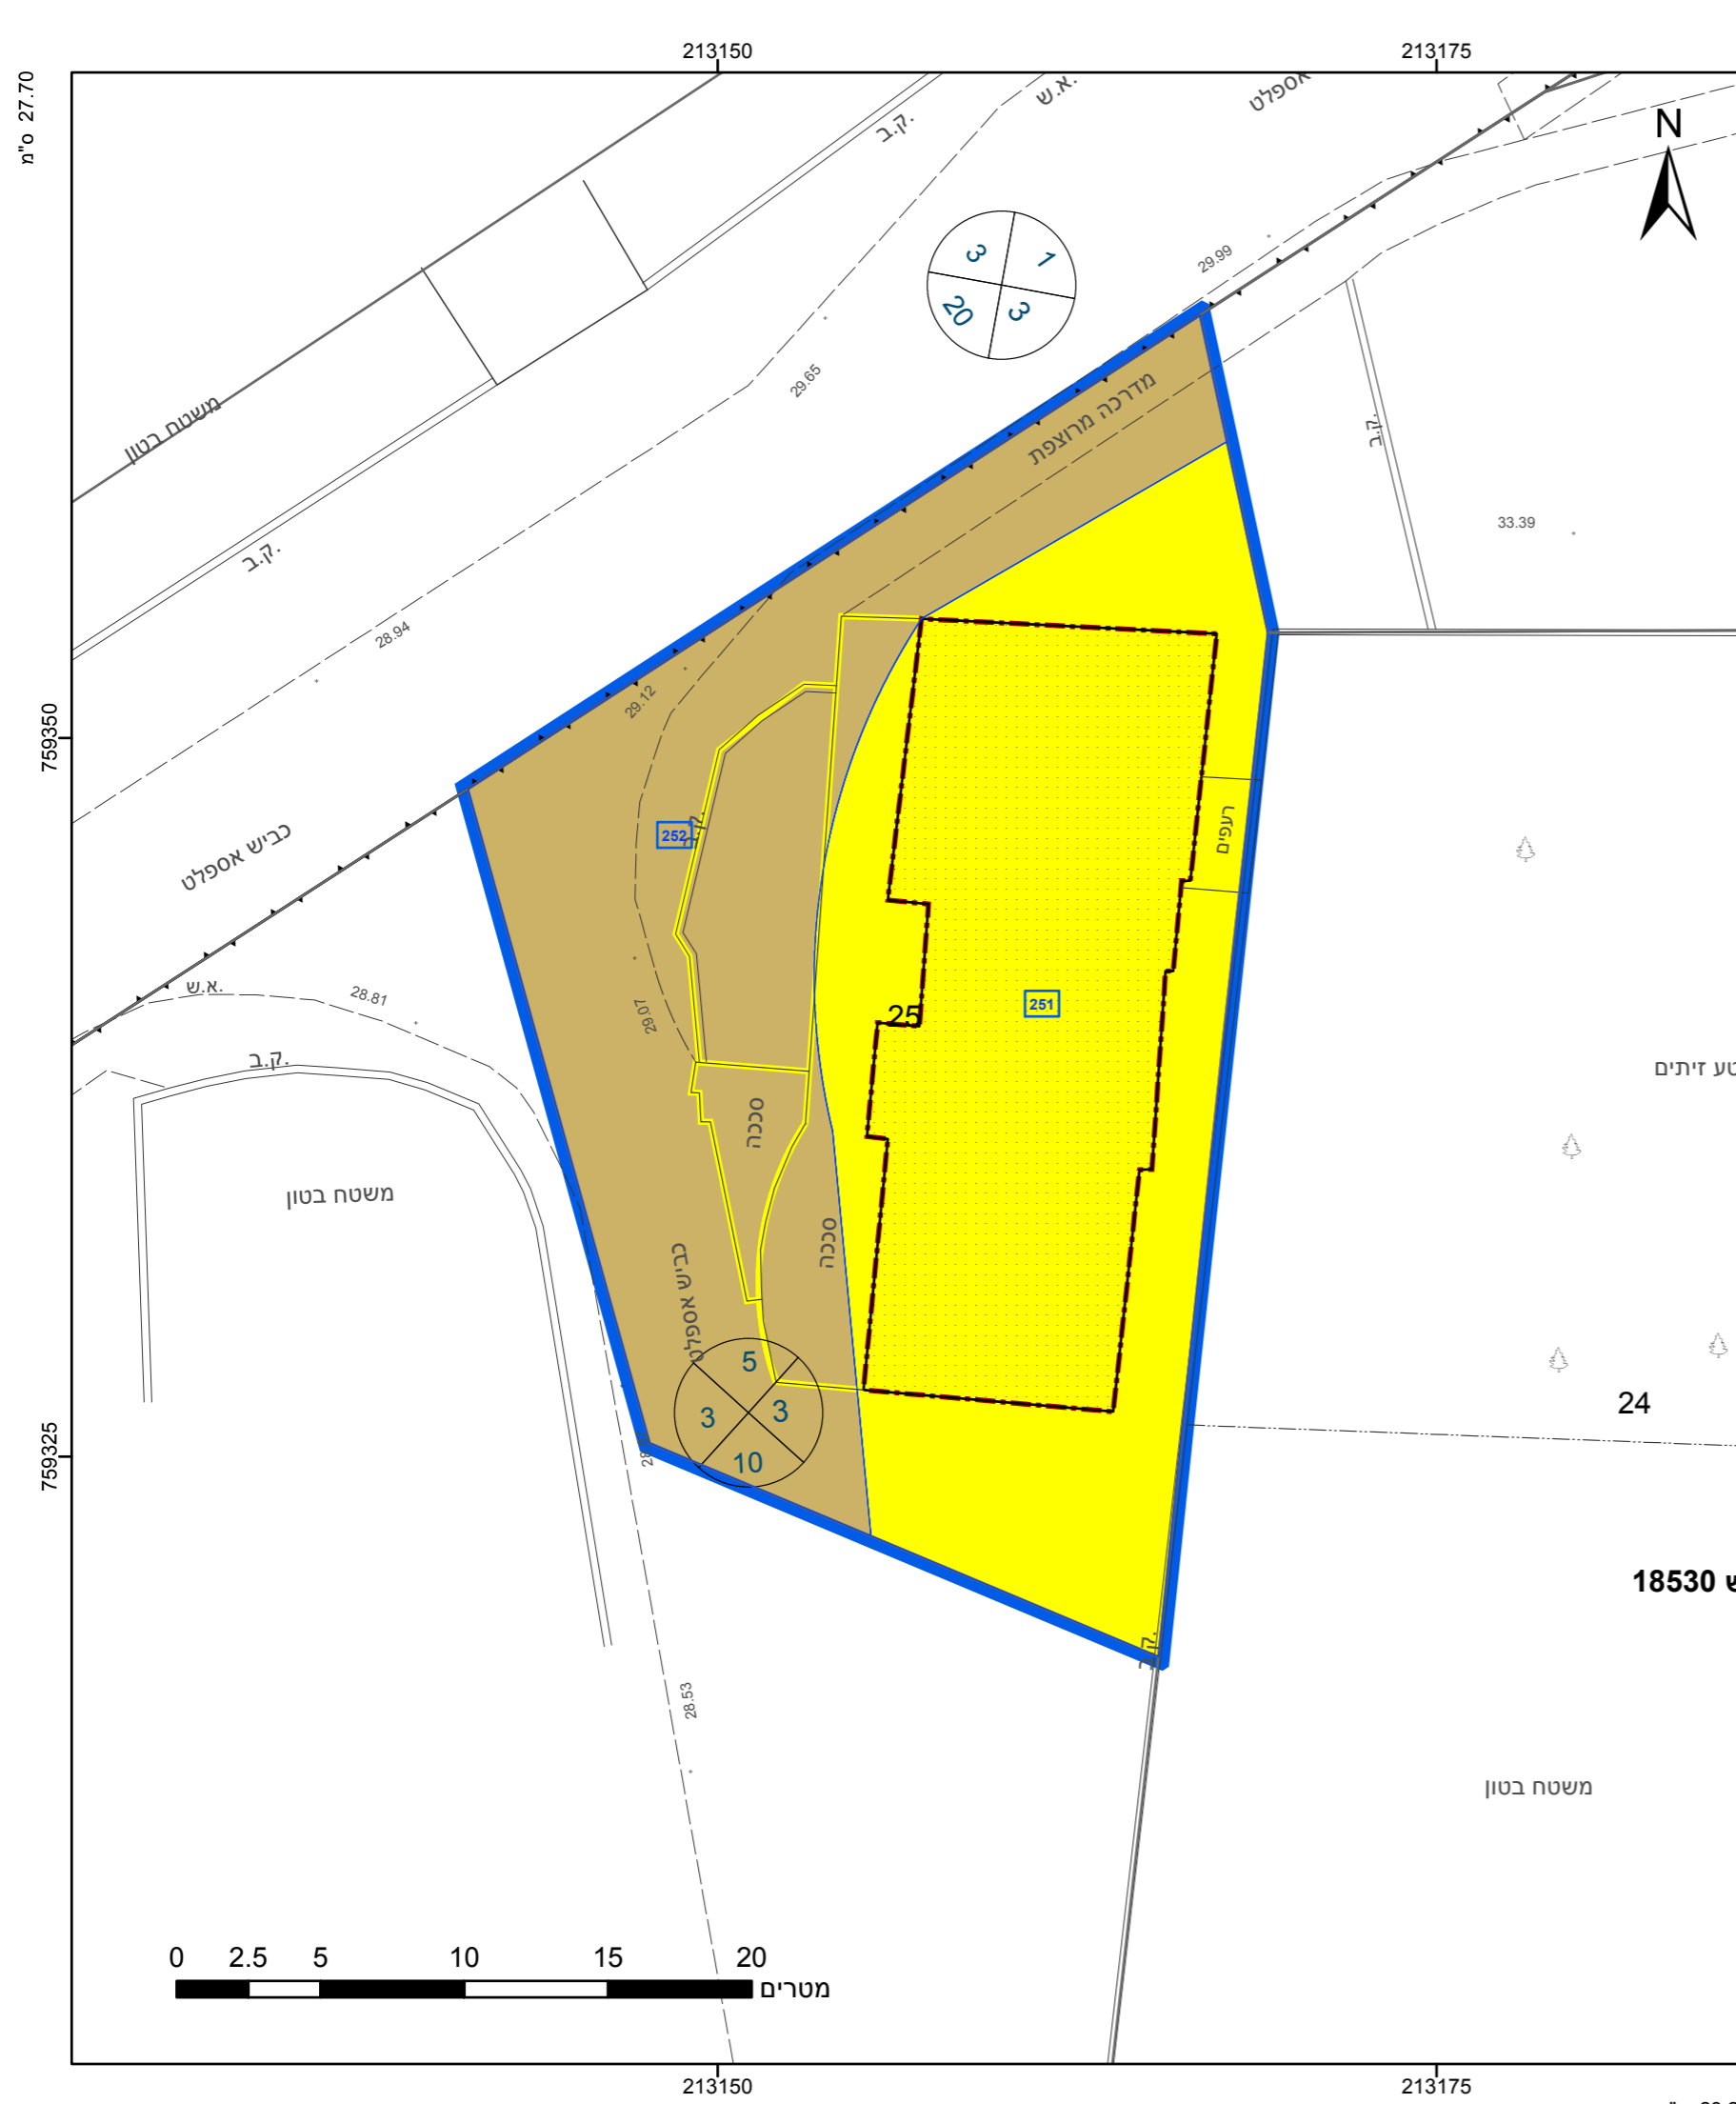 213150
213175
27.70 ס"מ
א.ש.
אספלט
ק.ב.
N
3
1
20
3
29.99
מדרכה מרוצפת
29.65
משטח בטון
ק.ב.
33.39
ק.ב.
28.94
29.12
759350
252
ק.ב.
רעפים
כביש אספלט
א.ש.
28.81
29.07
25
251
ק.ב.
נטע זיתים
סככה
משטח בטון
סככה
כביש אספלט
5
3
3
10
24
759325
18530
ק.ב.
28.53
משטח בטון
0
2.5
5
10
15
20
מטרים
213150
213175